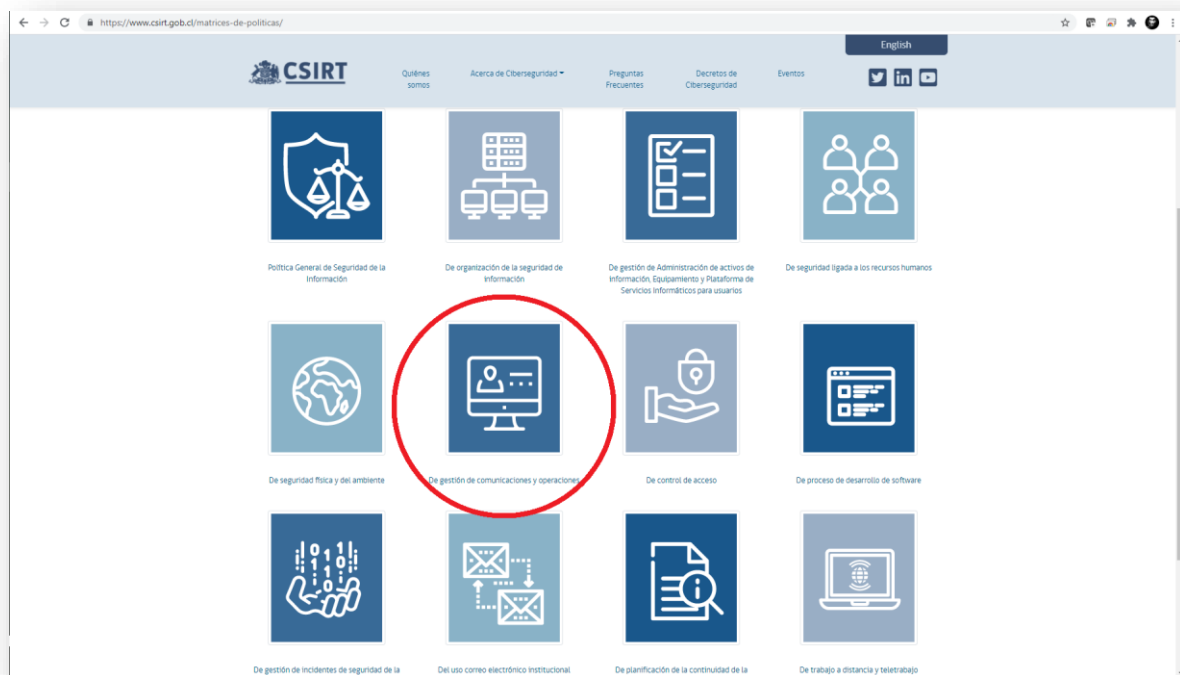 https://www.csirt.gob.cl/matrices-de-politicas/
English
CSIRT
Quiénes
somos
Acerca de Ciberseguridad
Preguntas
Frecuentes
Decretos de
Ciberseguridad
Eventos
Política General de Seguridad de la
Información
De organización de la seguridad de
información
De gestión de Administración de activos de
Información, Equipamiento y Plataforma de
Servicios Informáticos para usuarios
De seguridad ligada a los recursos humanos
De seguridad física y del ambiente
De gestión de comunicaciones y operaciones
De control de acceso
De proceso de desarrollo de software
De gestión de incidentes de seguridad de la
Del uso correo electrónico institucional
De planificación de la continuidad de la
De trabajo a distancia y teletrabajo